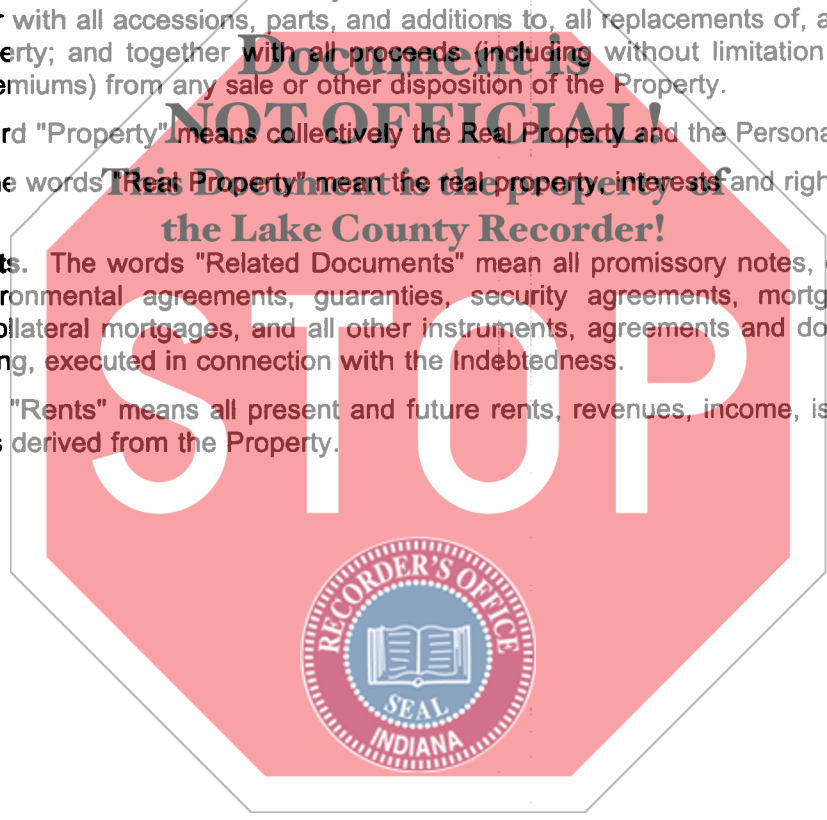 r with all accessions, parts, and additions to, all replacements of, a
erty; and together with all proceeds (including without limitation
emiums) from any sale or other disposition of the Property.
Document is
NOT OFFICIAL!
rd "Property" means collectively the Real Property and the Persona
This Document is the property of
e words "Real Property" mean the real property, interests and righ
the Lake County Recorder!
ts. The words "Related Documents" mean all promissory notes,
ronmental agreements, guaranties, security agreements, mortg
ollateral mortgages, and all other instruments, agreements and do
ng, executed in connection with the Indebtedness.
"Rents" means all present and future rents, revenues, income, is
s derived from the Property.
STOP
RECORDER'S OFFICE
SEAL
INDIANA